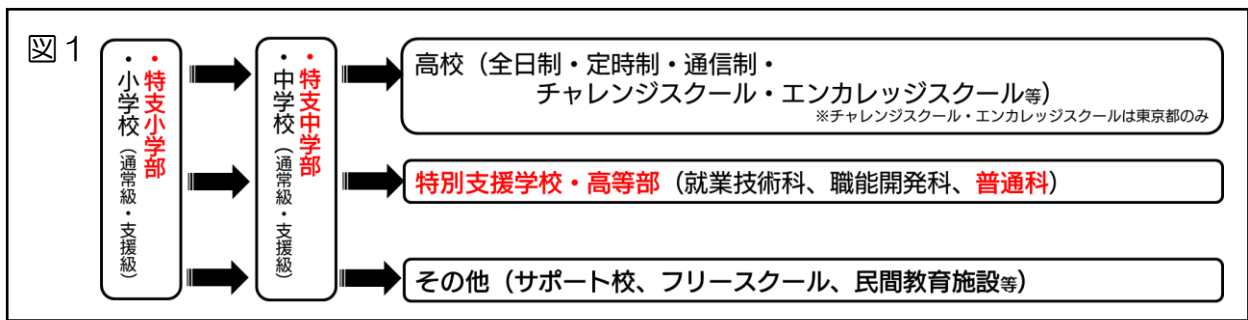 図1
・特支小学部
・小学校（通常級・支援級）
・特支中学部
・中学校（通常級・支援級）
高校（全日制・定時制・通信制・
チャレンジスクール・エンカレッジスクール等）
※チャレンジスクール・エンカレッジスクールは東京都のみ
特別支援学校・高等部（就業技術科、職能開発科、普通科）
その他（サポート校、フリースクール、民間教育施設等）